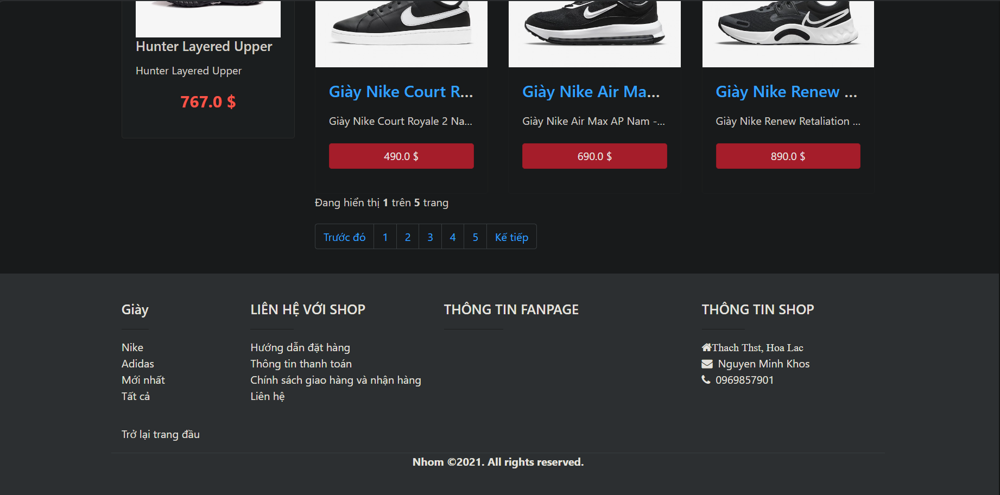 Hunter Layered Upper
Hunter Layered Upper
767.0 $
Giày Nike Court R...
Giày Nike Court Royale 2 Na...
490.0 $
Giày Nike Air Ma...
Giày Nike Air Max AP Nam -...
690.0 $
Giày Nike Renew ...
Giày Nike Renew Retaliation ...
890.0 $
Đang hiển thị 1 trên 5 trang
Trước đó 1 2 3 4 5 Kế tiếp
Giày
Nike
Adidas
Mới nhất
Tất cả
LIÊN HỆ VỚI SHOP
Hướng dẫn đặt hàng
Thông tin thanh toán
Chính sách giao hàng và nhận hàng
Liên hệ
THÔNG TIN FANPAGE
THÔNG TIN SHOP
Thach Thst, Hoa Lac
Nguyen Minh Khos
0969857901
Trở lại trang đầu
Nhom ©2021. All rights reserved.